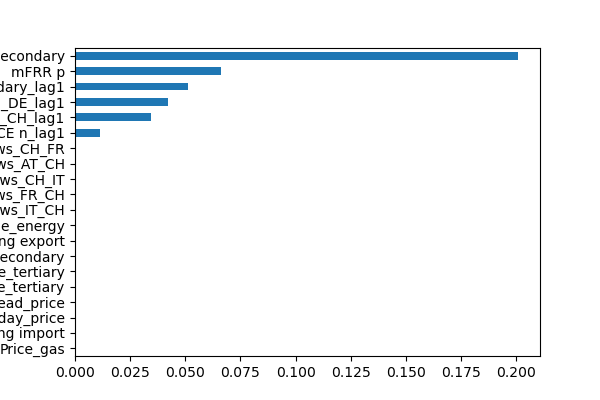 econdary
mFRR p
dary_lag1
_DE_lag1
_CH_lag1
CE n_lag1
ws_CH_FR
ws_AT_CH
ws_CH_IT
ws_FR_CH
ws_IT_CH
e_energy
ng export
econdary
e_tertiary
e_tertiary
ead_price
day_price
ng import
Price_gas
0.000 0.025 0.050 0.075 0.100 0.125 0.150 0.175 0.200